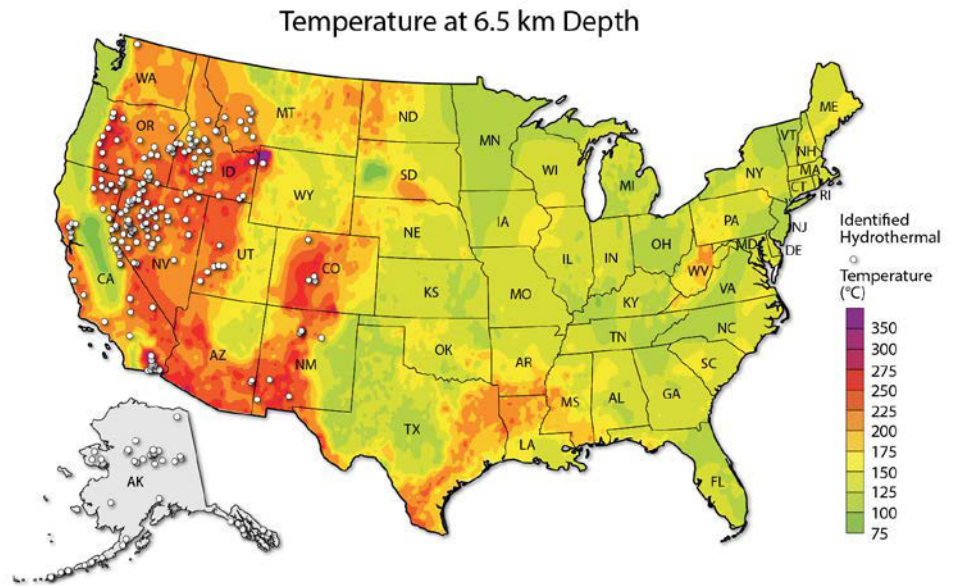 Temperature at 6.5 km Depth
WA
MT
ND
MN
ME
OR
ID
WY
SD
WI
MI
VT
NH
NY
MA
CT
RI
NE
IA
PA
NJ
NV
UT
CO
IL
IN
OH
MD
DE
CA
KS
MO
WV
VA
KY
AZ
NM
OK
AR
TN
NC
SC
TX
LA
MS
AL
GA
FL
AK
Identified
Hydrothermal
Temperature
(°C)
350
300
275
250
225
200
175
150
125
100
75